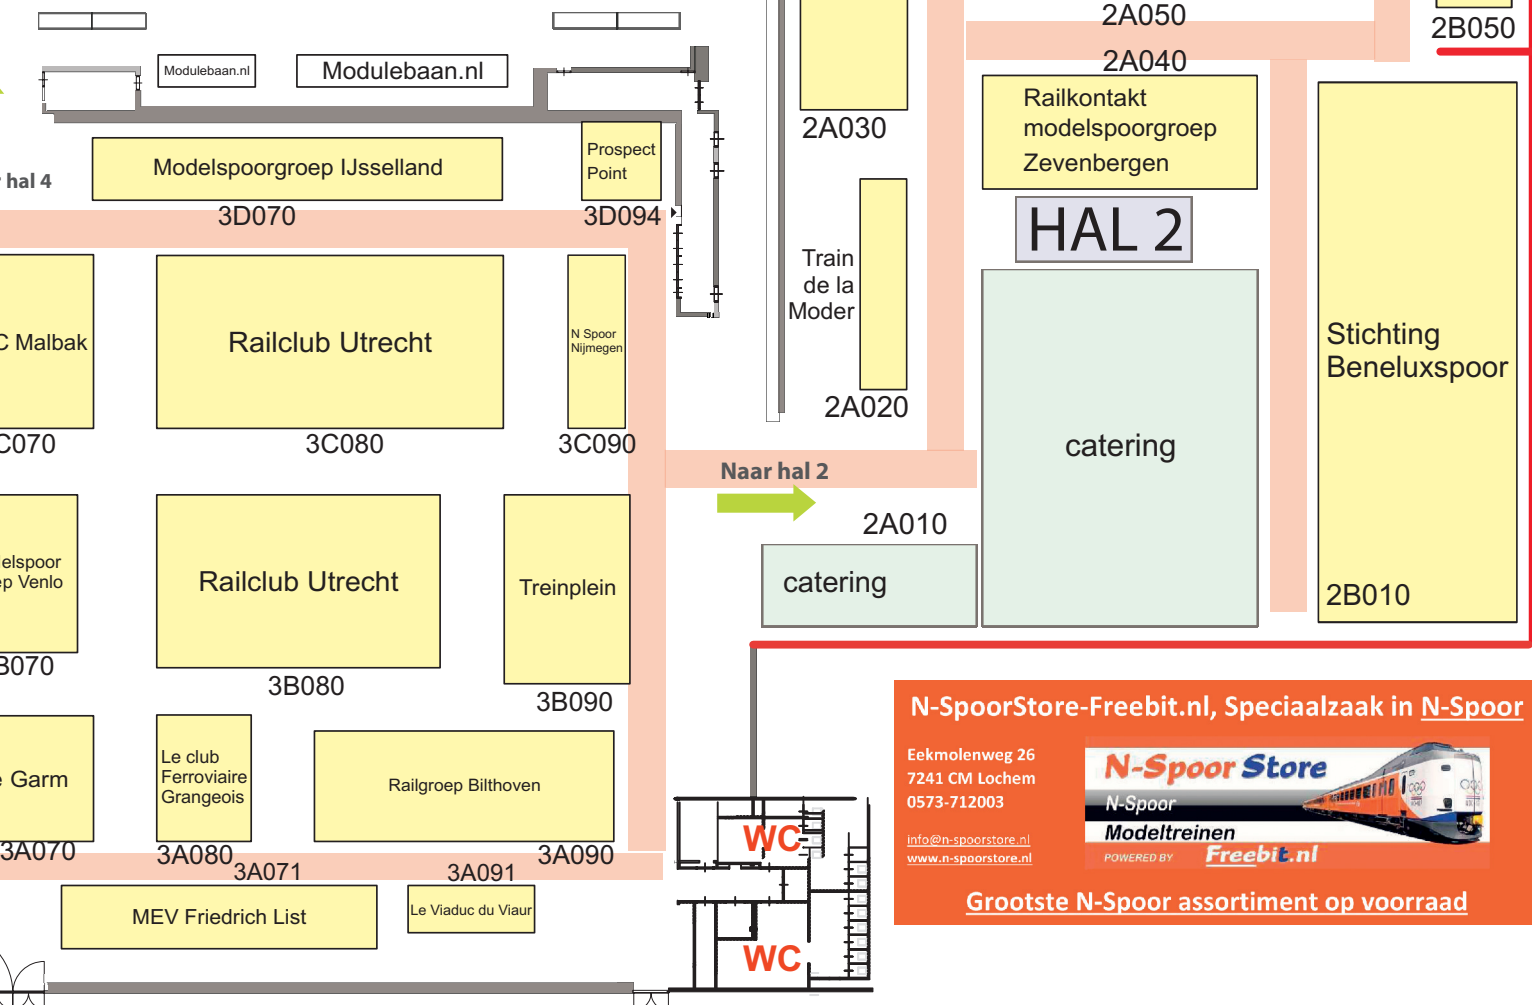 2A050
2B050
Modulebaan.nl
Modulebaan.nl
2A040
Railkontakt
modelspoorgroep
Zevenbergen
2A030
Modelspoorgroep IJsselland
Prospect
Point
hal 4
3D070
3D094
HAL 2
Train
de la
Moder
2A020
C Malbak
Railclub Utrecht
N Spoor
Nijmegen
Stichting
Beneluxspoor
C070
3C080
3C090
catering
Naar hal 2
2A010
elspoor
ep Venlo
Railclub Utrecht
Treinplein
catering
2B010
B070
3B080
3B090
Garm
Le club
Ferroviaire
Grangeois
Railgroep Bilthoven
3A070
3A080
3A071
3A091
3A090
MEV Friedrich List
Le Viaduc du Viaur
WC
WC
N-SpoorStore-Freebit.nl, Speciaalzaak in N-Spoor
Eekmolenweg 26
7241 CM Lochem
0573-712003
info@n-spoorstore.nl
www.n-spoorstore.nl
N-Spoor Store
N-Spoor
Modeltreinen
POWERED BY Freebit.nl
Grootste N-Spoor assortiment op voorraad